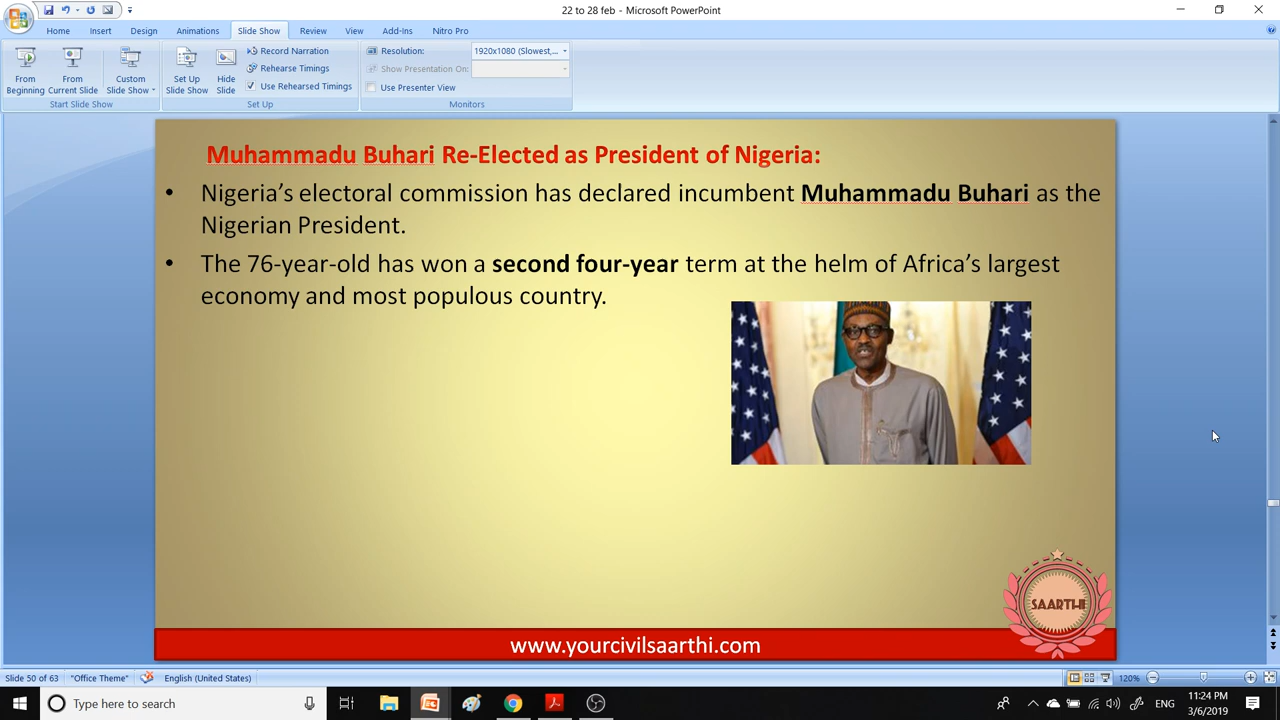 22 to 28 feb - Microsoft PowerPoint
Home Insert Design Animations Slide Show Review View Add-Ins Nitro Pro
From Beginning
From Current Slide
Custom Slide Show
Start Slide Show
Set Up Slide Show
Hide Slide
Record Narration
Rehearse Timings
Use Rehearsed Timings
Set Up
Resolution: 1920x1080 (Slowest,...
Show Presentation On:
Use Presenter View
Monitors
Muhammadu Buhari Re-Elected as President of Nigeria:
• Nigeria’s electoral commission has declared incumbent Muhammadu Buhari as the
Nigerian President.
• The 76-year-old has won a second four-year term at the helm of Africa’s largest
economy and most populous country.
SAARTHI
www.yourcivilsaarthi.com
Slide 50 of 63 "Office Theme" English (United States) 120%
Type here to search
ENG
11:24 PM
3/6/2019